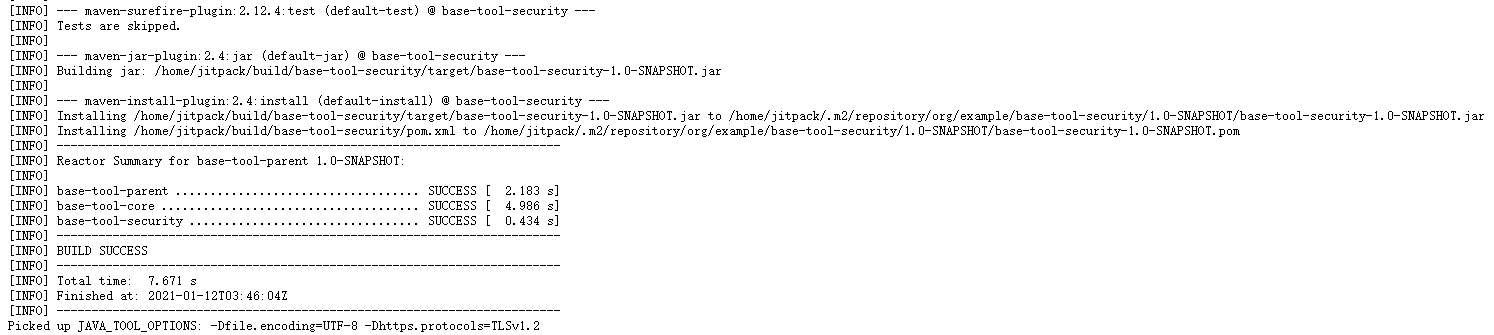 [INFO] --- maven-surefire-plugin:2.12.4:test (default-test) @ base-tool-security ---
[INFO] Tests are skipped.
[INFO]
[INFO] --- maven-jar-plugin:2.4:jar (default-jar) @ base-tool-security ---
[INFO] Building jar: /home/jitpack/build/base-tool-security/target/base-tool-security-1.0-SNAPSHOT.jar
[INFO]
[INFO] --- maven-install-plugin:2.4:install (default-install) @ base-tool-security ---
[INFO] Installing /home/jitpack/build/base-tool-security/target/base-tool-security-1.0-SNAPSHOT.jar to /home/jitpack/.m2/repository/org/example/base-tool-security/1.0-SNAPSHOT/base-tool-security-1.0-SNAPSHOT.jar
[INFO] Installing /home/jitpack/build/base-tool-security/pom.xml to /home/jitpack/.m2/repository/org/example/base-tool-security/1.0-SNAPSHOT/base-tool-security-1.0-SNAPSHOT.pom
[INFO] ------------------------------------------------------------------------
[INFO] Reactor Summary for base-tool-parent 1.0-SNAPSHOT:
[INFO]
[INFO] base-tool-parent ................................... SUCCESS [  2.183 s]
[INFO] base-tool-core ..................................... SUCCESS [  4.986 s]
[INFO] base-tool-security ................................. SUCCESS [  0.434 s]
[INFO] ------------------------------------------------------------------------
[INFO] BUILD SUCCESS
[INFO] ------------------------------------------------------------------------
[INFO] Total time:  7.671 s
[INFO] Finished at: 2021-01-12T03:46:04Z
[INFO] ------------------------------------------------------------------------
Picked up JAVA_TOOL_OPTIONS: -Dfile.encoding=UTF-8 -Dhttps.protocols=TLSv1.2